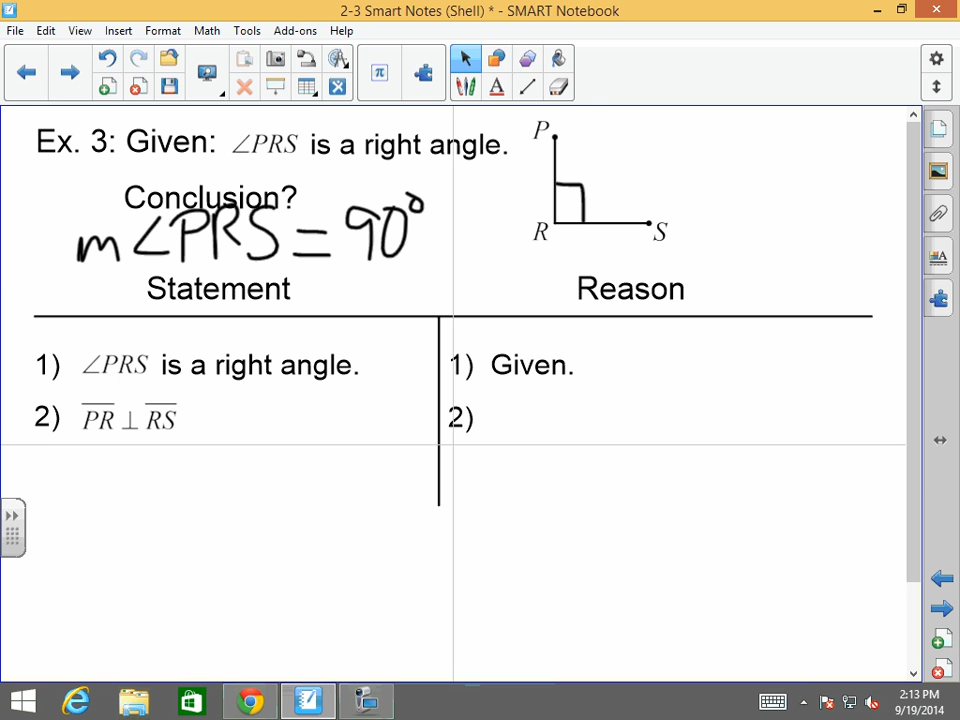 2-3 Smart Notes (Shell) * - SMART Notebook
File Edit View Insert Format Math Tools Add-ons Help
π
A
Ex. 3: Given: ∠PRS is a right angle.
P
Conclusion?
m∠PRS = 90°
R S
Statement Reason
1) ∠PRS is a right angle. 1) Given.
2) P̅R̅ ⊥ R̅S̅ 2)
2:13 PM
9/19/2014